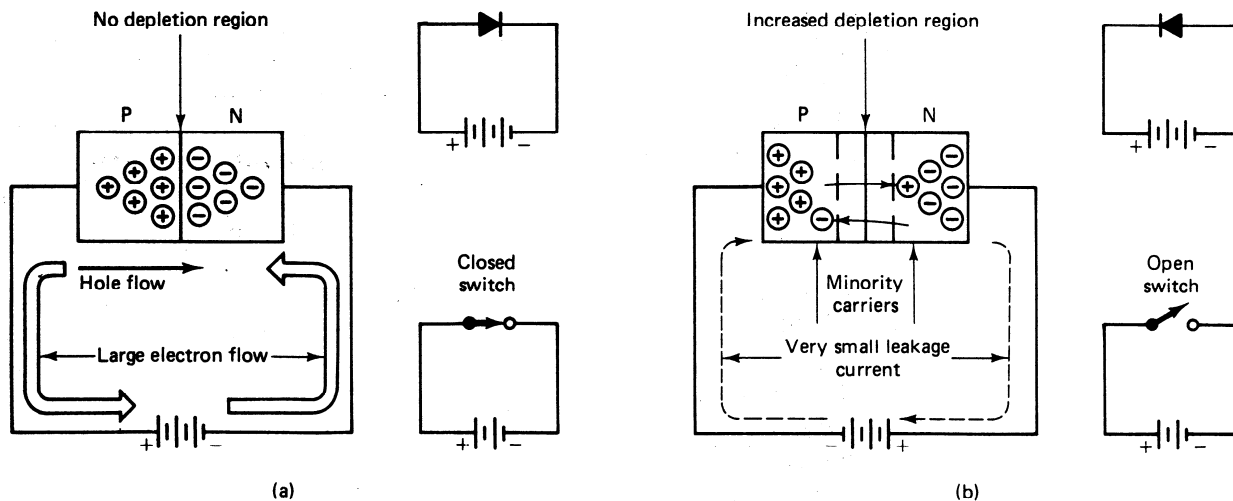 No depletion region
P
N
+
-
Hole flow
Large electron flow
+
-
+
-
Closed
switch
+
-
(a)
Increased depletion region
P
N
Minority
carriers
Very small leakage
current
-
+
+
-
Open
switch
+
-
(b)